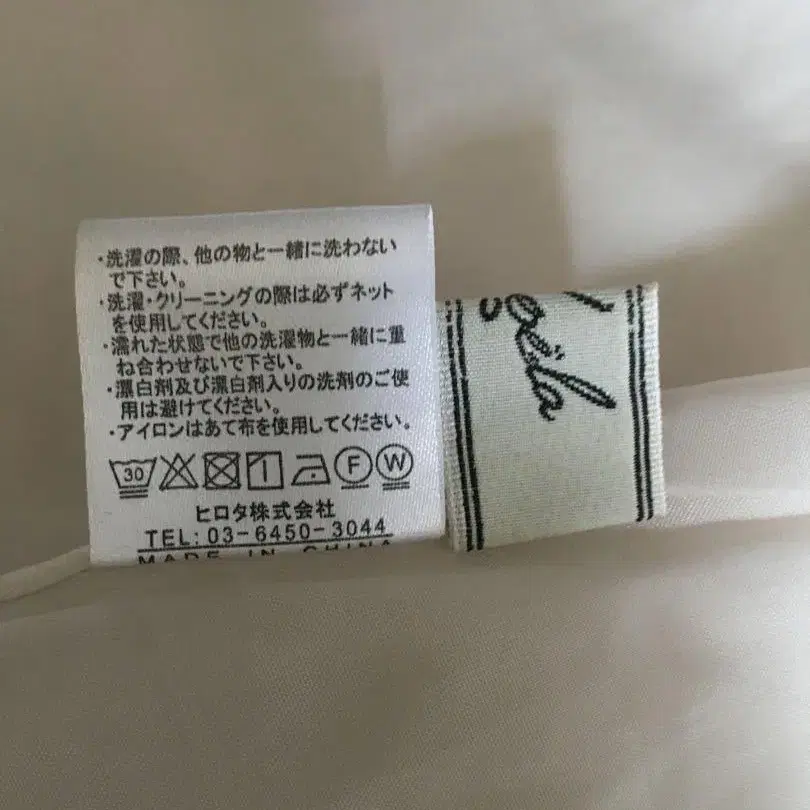 ・洗濯の際、他の物と一緒に洗わない
で下さい。
・洗濯・クリーニングの際は必ずネット
を使用してください。
・濡れた状態で他の洗濯物と一緒に重
ね合わせないで下さい。
・漂白剤及び漂白剤入りの洗剤のご使
用は避けてください。
・アイロンはあて布を使用してください。
30
F
W
ヒロタ株式会社
TEL:03-6450-3044
MADE IN CHINA